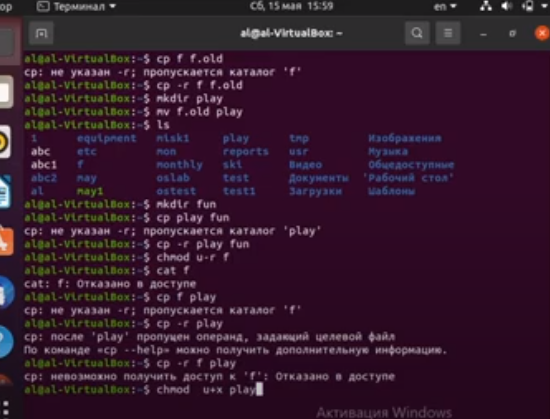 Терминал
Сб, 15 мая 15:59
en
al@al-VirtualBox: ~
al@al-VirtualBox:~$ cp f f.old
cp: не указан -r; пропускается каталог 'f'
al@al-VirtualBox:~$ cp -r f f.old
al@al-VirtualBox:~$ mkdir play
al@al-VirtualBox:~$ mv f.old play
al@al-VirtualBox:~$ ls
1 equipment misk1 play tmp Изображения
abc etc mon reports usr Музыка
abc1 f monthly ski Видео Общедоступные
abc2 may oslab test Документы 'Рабочий стол'
al may1 ostest test1 Загрузки Шаблоны
al@al-VirtualBox:~$ mkdir fun
al@al-VirtualBox:~$ cp play fun
cp: не указан -r; пропускается каталог 'play'
al@al-VirtualBox:~$ cp -r play fun
al@al-VirtualBox:~$ chmod u-r f
al@al-VirtualBox:~$ cat f
cat: f: Отказано в доступе
al@al-VirtualBox:~$ cp f play
cp: не указан -r; пропускается каталог 'f'
al@al-VirtualBox:~$ cp -r play
cp: после 'play' пропущен операнд, задающий целевой файл
По команде «cp --help» можно получить дополнительную информацию.
al@al-VirtualBox:~$ cp -r f play
cp: невозможно получить доступ к 'f': Отказано в доступе
al@al-VirtualBox:~$ chmod u+x play
Активация Windows